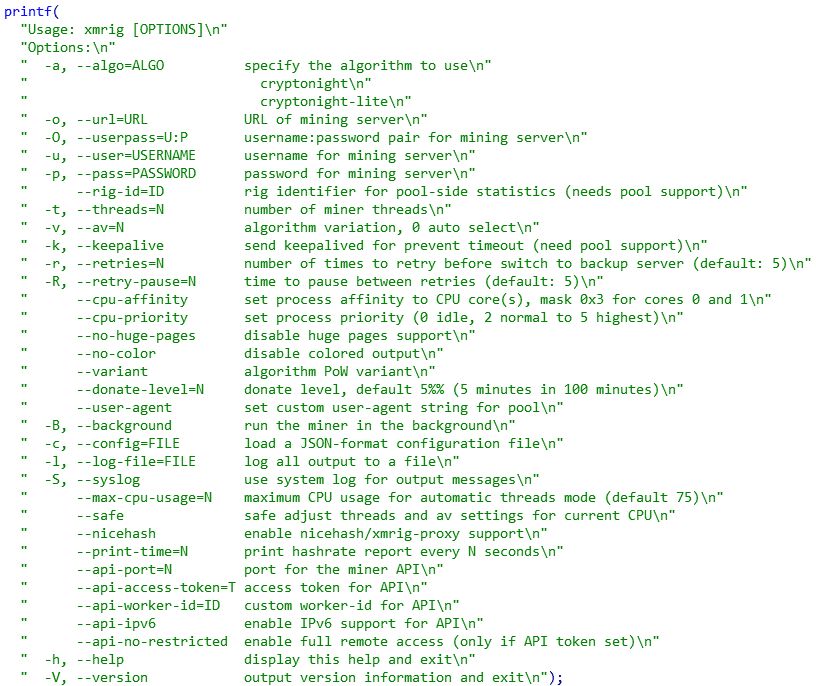 printf(
"Usage: xmrig [OPTIONS]\n"
"Options:\n"
"  -a, --algo=ALGO          specify the algorithm to use\n"
"                             cryptonight\n"
"                             cryptonight-lite\n"
"  -o, --url=URL            URL of mining server\n"
"  -O, --userpass=U:P       username:password pair for mining server\n"
"  -u, --user=USERNAME      username for mining server\n"
"  -p, --pass=PASSWORD      password for mining server\n"
"      --rig-id=ID          rig identifier for pool-side statistics (needs pool support)\n"
"  -t, --threads=N          number of miner threads\n"
"  -v, --av=N               algorithm variation, 0 auto select\n"
"  -k, --keepalive          send keepalived for prevent timeout (need pool support)\n"
"  -r, --retries=N          number of times to retry before switch to backup server (default: 5)\n"
"  -R, --retry-pause=N      time to pause between retries (default: 5)\n"
"      --cpu-affinity       set process affinity to CPU core(s), mask 0x3 for cores 0 and 1\n"
"      --cpu-priority       set process priority (0 idle, 2 normal to 5 highest)\n"
"      --no-huge-pages      disable huge pages support\n"
"      --no-color           disable colored output\n"
"      --variant            algorithm PoW variant\n"
"      --donate-level=N     donate level, default 5%% (5 minutes in 100 minutes)\n"
"      --user-agent         set custom user-agent string for pool\n"
"  -B, --background         run the miner in the background\n"
"  -c, --config=FILE        load a JSON-format configuration file\n"
"  -l, --log-file=FILE      log all output to a file\n"
"  -S, --syslog             use system log for output messages\n"
"      --max-cpu-usage=N    maximum CPU usage for automatic threads mode (default 75)\n"
"      --safe               safe adjust threads and av settings for current CPU\n"
"      --nicehash           enable nicehash/xmrig-proxy support\n"
"      --print-time=N       print hashrate report every N seconds\n"
"      --api-port=N         port for the miner API\n"
"      --api-access-token=T access token for API\n"
"      --api-worker-id=ID   custom worker-id for API\n"
"      --api-ipv6           enable IPv6 support for API\n"
"      --api-no-restricted  enable full remote access (only if API token set)\n"
"  -h, --help               display this help and exit\n"
"  -V, --version            output version information and exit\n");